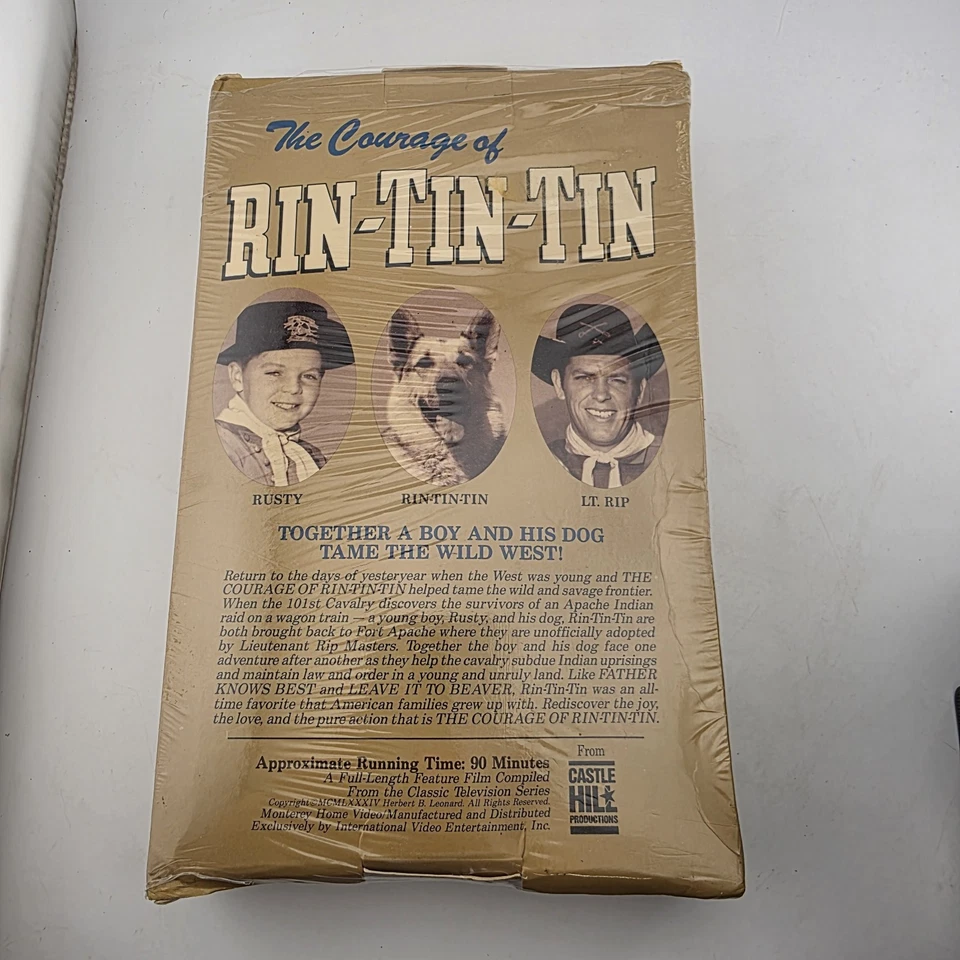 The Courage of
RIN-TIN-TIN
RUSTY
RIN-TIN-TIN
LT. RIP
TOGETHER A BOY AND HIS DOG
TAME THE WILD WEST!
Return to the days of yesteryear when the West was young and THE
COURAGE OF RIN-TIN-TIN helped tame the wild and savage frontier.
When the 101st Cavalry discovers the survivors of an Apache Indian
raid on a wagon train — a young boy, Rusty, and his dog, Rin-Tin-Tin are
both brought back to Fort Apache where they are unofficially adopted
by Lieutenant Rip Masters. Together the boy and his dog face one
adventure after another as they help the cavalry subdue Indian uprisings
and maintain law and order in a young and unruly land. Like FATHER
KNOWS BEST and LEAVE IT TO BEAVER, Rin-Tin-Tin was an all-
time favorite that American families grew up with. Rediscover the joy,
the love, and the pure action that is THE COURAGE OF RIN-TIN-TIN.
Approximate Running Time: 90 Minutes
A Full-Length Feature Film Compiled
From the Classic Television Series
Copyright © MCMLXXXIV Herbert B. Leonard. All Rights Reserved.
Monterey Home Video/Manufactured and Distributed
Exclusively by International Video Entertainment, Inc.
From
CASTLE
HILL
PRODUCTIONS